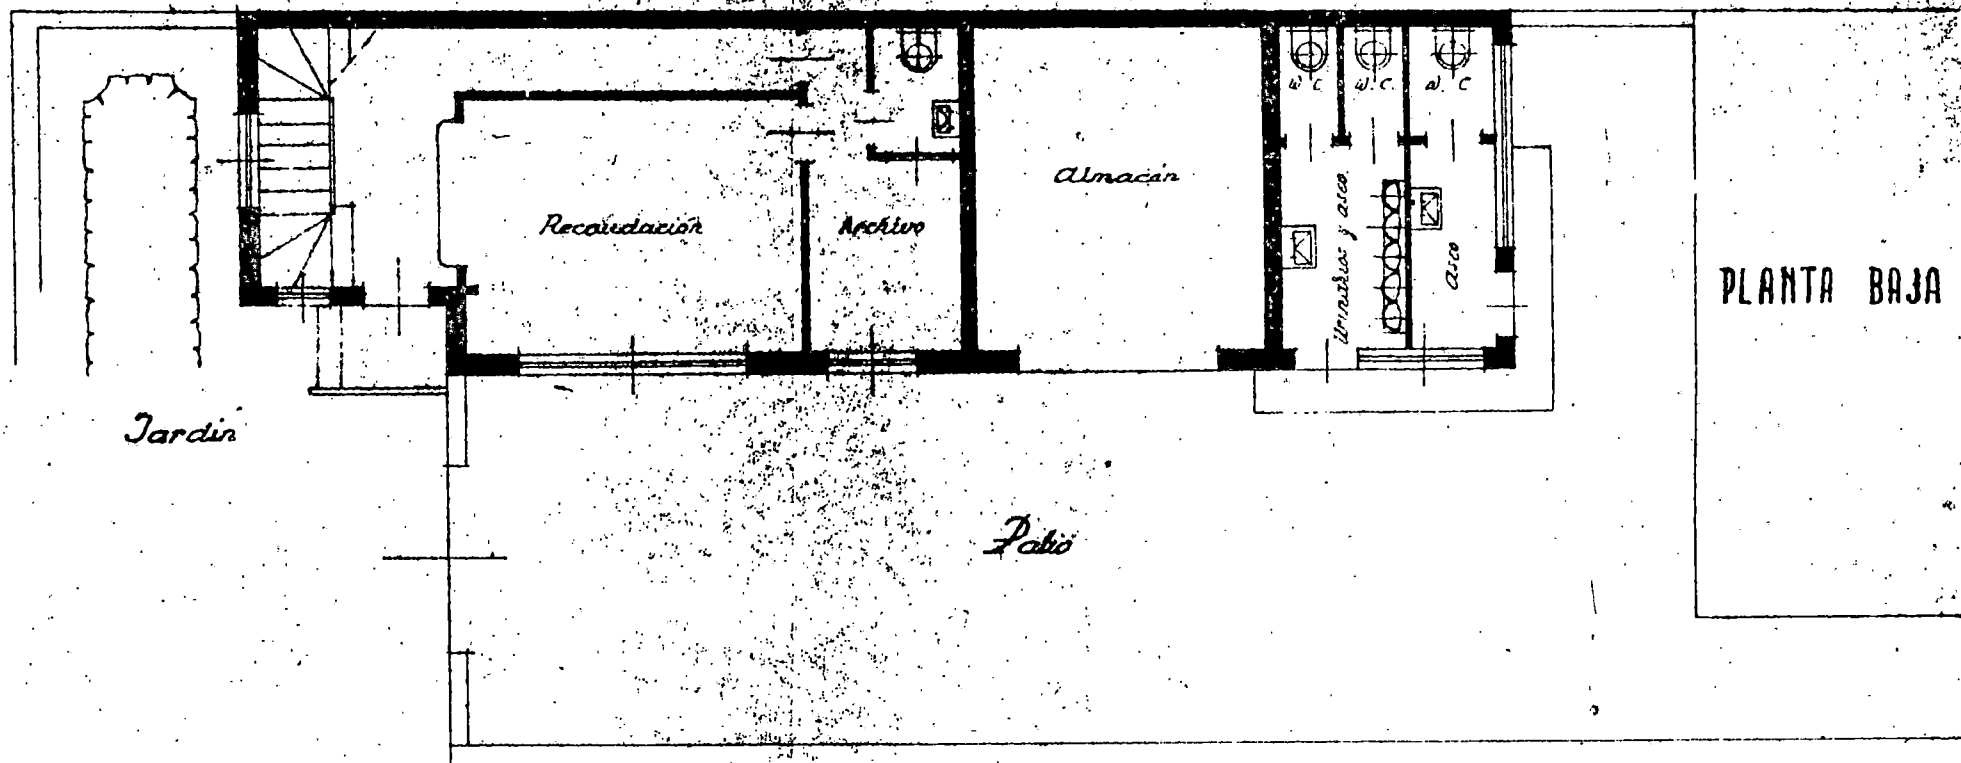 W. C.
W. C.
W. C
Almacén
Recaudación
Archivo
Urinarios y aseo.
aseo
PLANTA BAJA
Jardín
Patio